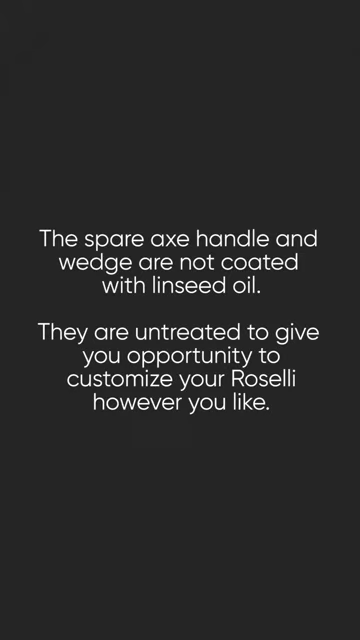 The spare axe handle and
wedge are not coated
with linseed oil.
They are untreated to give
you opportunity to
customize your Roselli
however you like.